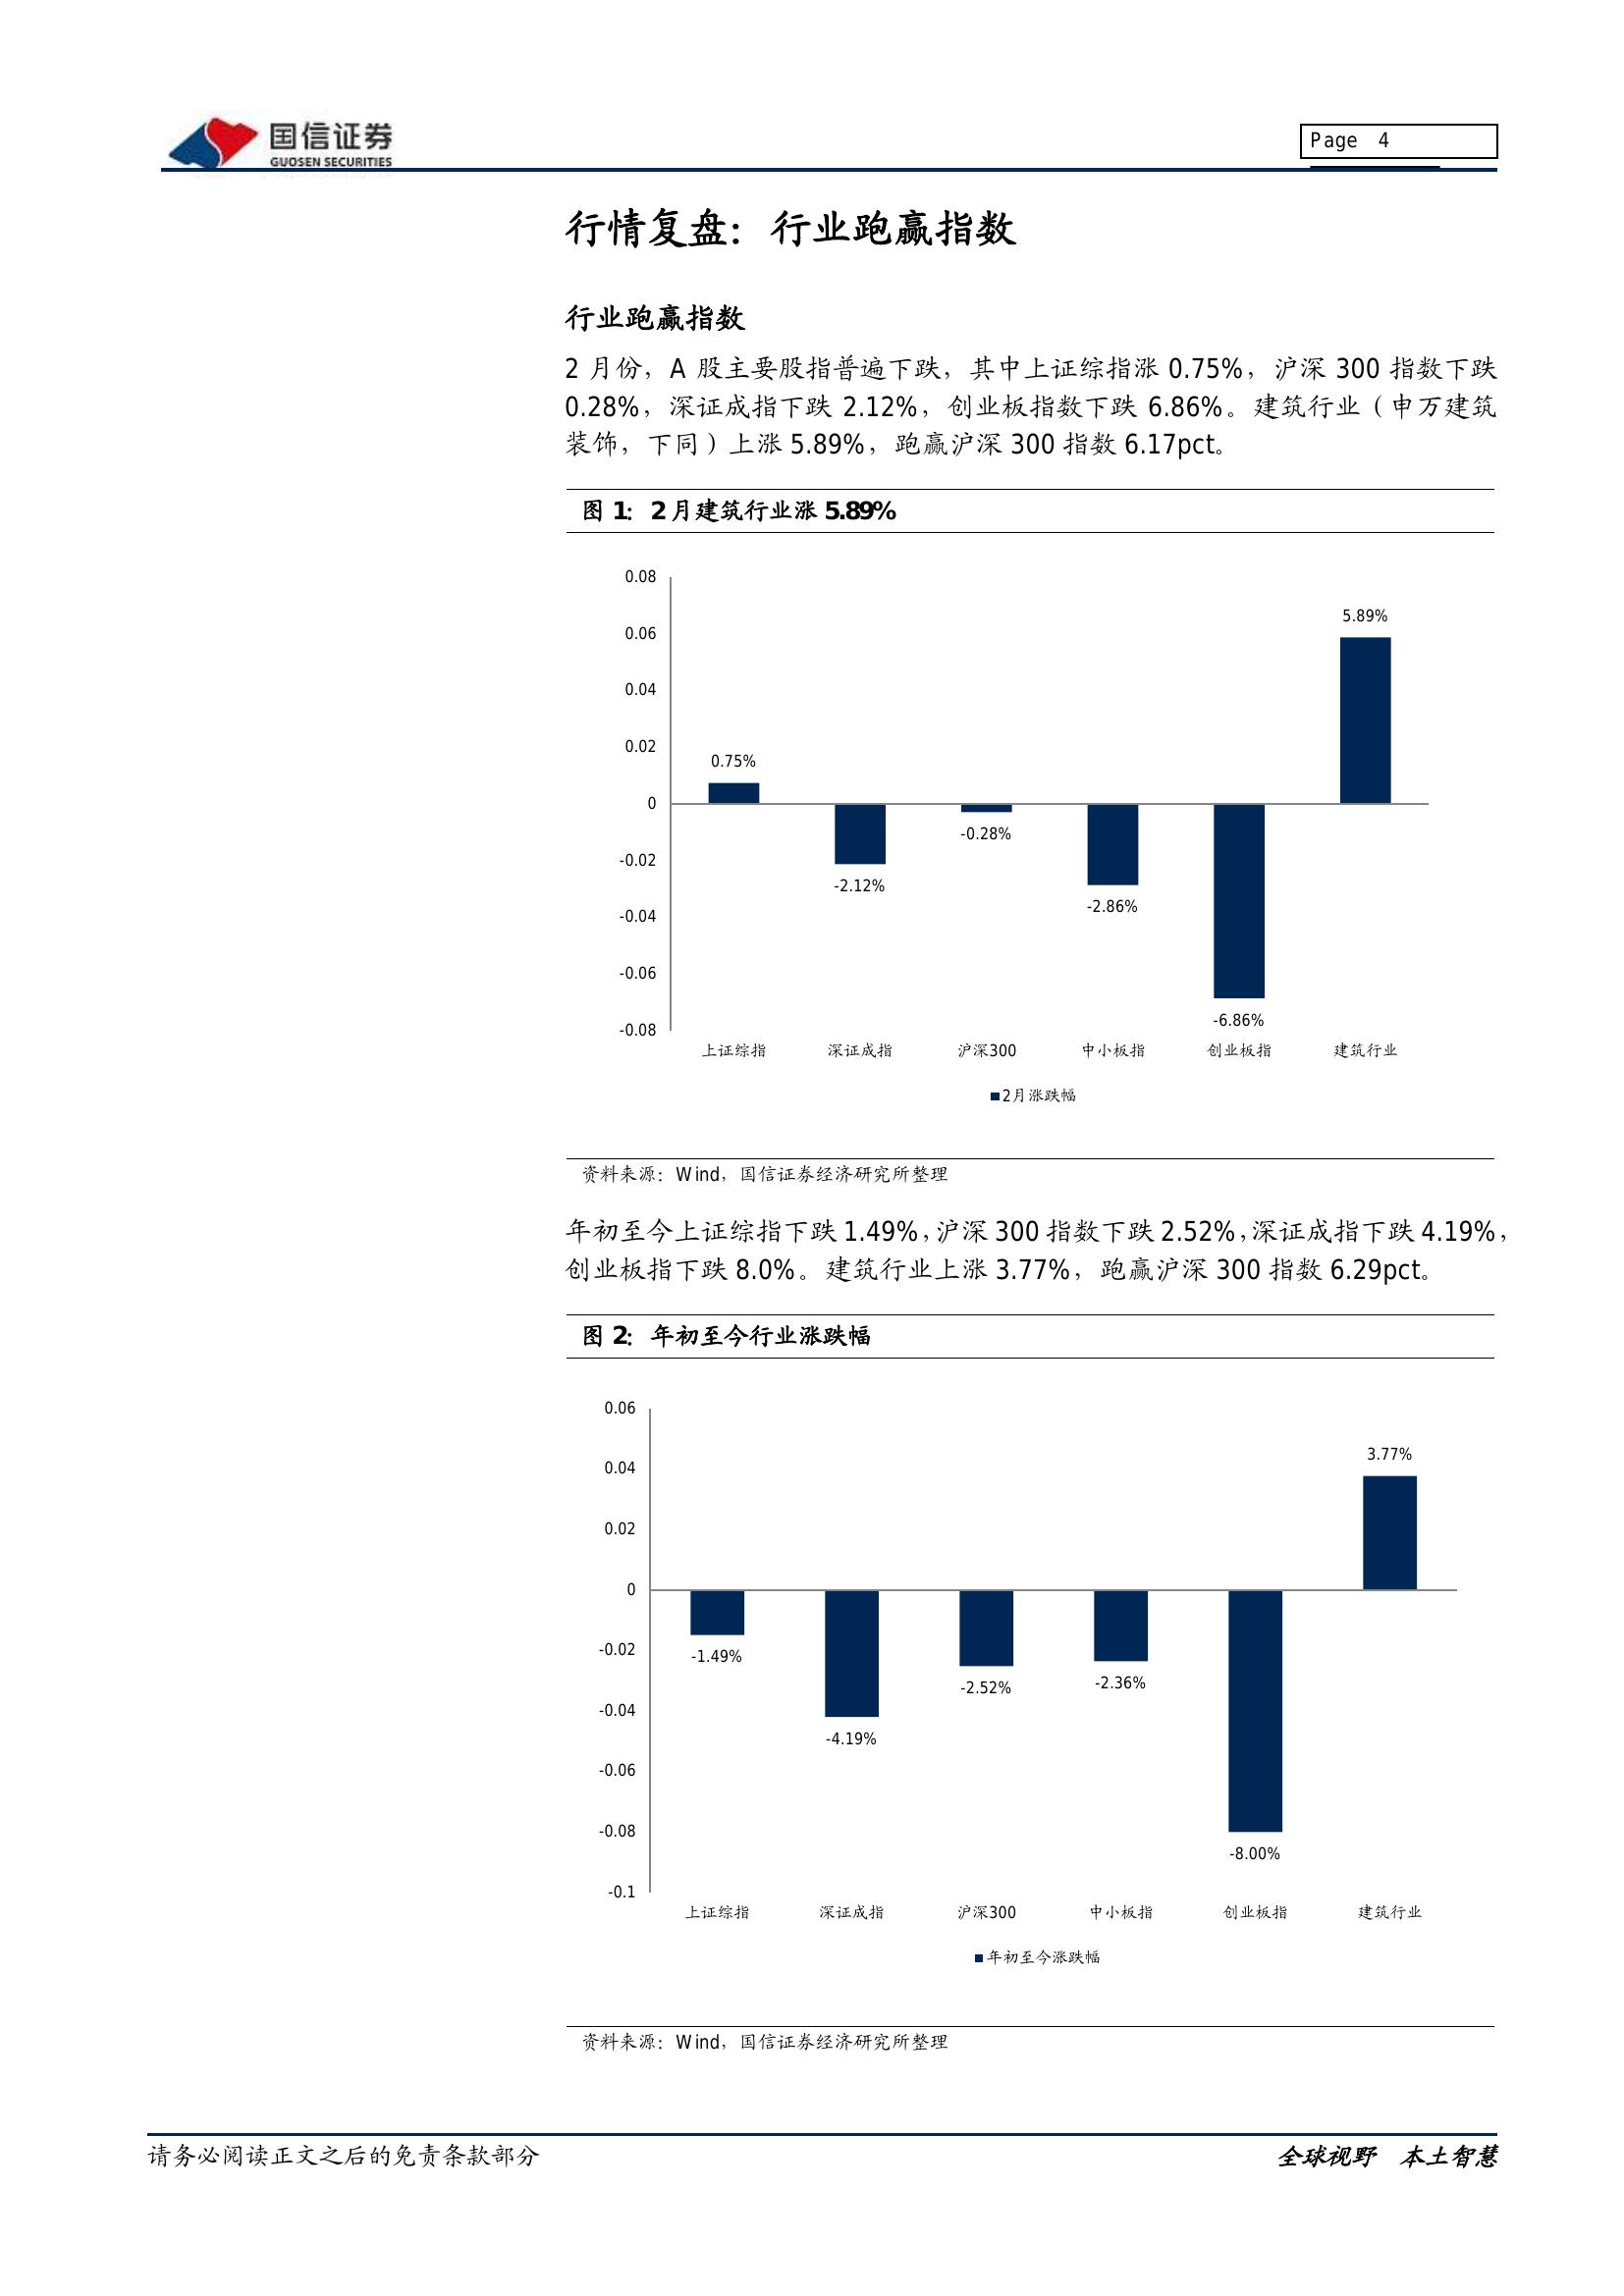 国信证券
GUOSEN SECURITIES
Page 4
行情复盘：行业跑赢指数
行业跑赢指数
2 月份，A 股主要股指普遍下跌，其中上证综指涨 0.75%，沪深 300 指数下跌
0.28%，深证成指下跌 2.12%，创业板指数下跌 6.86%。建筑行业（申万建筑
装饰，下同）上涨 5.89%，跑赢沪深 300 指数 6.17pct。
图 1：2 月建筑行业涨 5.89%
0.08
0.06
0.04
0.02
0
-0.02
-0.04
-0.06
-0.08
0.75%
-2.12%
-0.28%
-2.86%
-6.86%
5.89%
上证综指 深证成指 沪深300 中小板指 创业板指 建筑行业
2月涨跌幅
资料来源：Wind，国信证券经济研究所整理
年初至今上证综指下跌 1.49%，沪深 300 指数下跌 2.52%，深证成指下跌 4.19%，
创业板指下跌 8.0%。建筑行业上涨 3.77%，跑赢沪深 300 指数 6.29pct。
图 2：年初至今行业涨跌幅
0.06
0.04
0.02
0
-0.02
-0.04
-0.06
-0.08
-0.1
-1.49%
-4.19%
-2.52%
-2.36%
-8.00%
3.77%
上证综指 深证成指 沪深300 中小板指 创业板指 建筑行业
年初至今涨跌幅
资料来源：Wind，国信证券经济研究所整理
请务必阅读正文之后的免责条款部分
全球视野 本土智慧